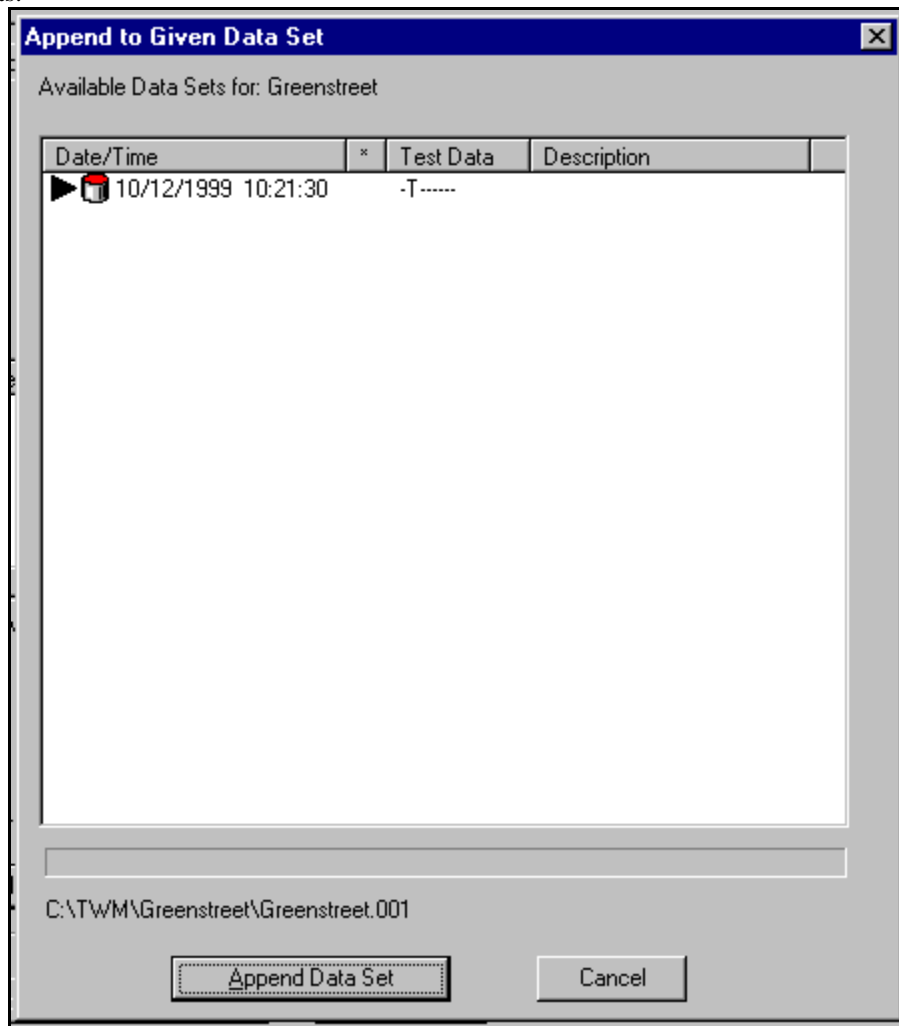 Append to Given Data Set
Available Data Sets for: Greenstreet
Date/Time * Test Data Description
10/12/1999 10:21:30 -T------
C:\TWM\Greenstreet\Greenstreet.001
Append Data Set Cancel